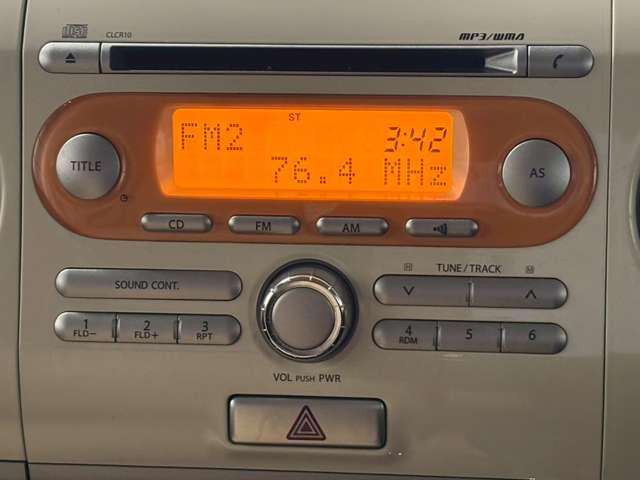 CLCR10
MP3/WMA
ST
FM2 3:42
76.4 MHz
TITLE
AS
CD FM AM
TUNE/TRACK
SOUND CONT.
1 FLD− 2 FLD+ 3 RPT
4 RDM 5 6
VOL PUSH PWR